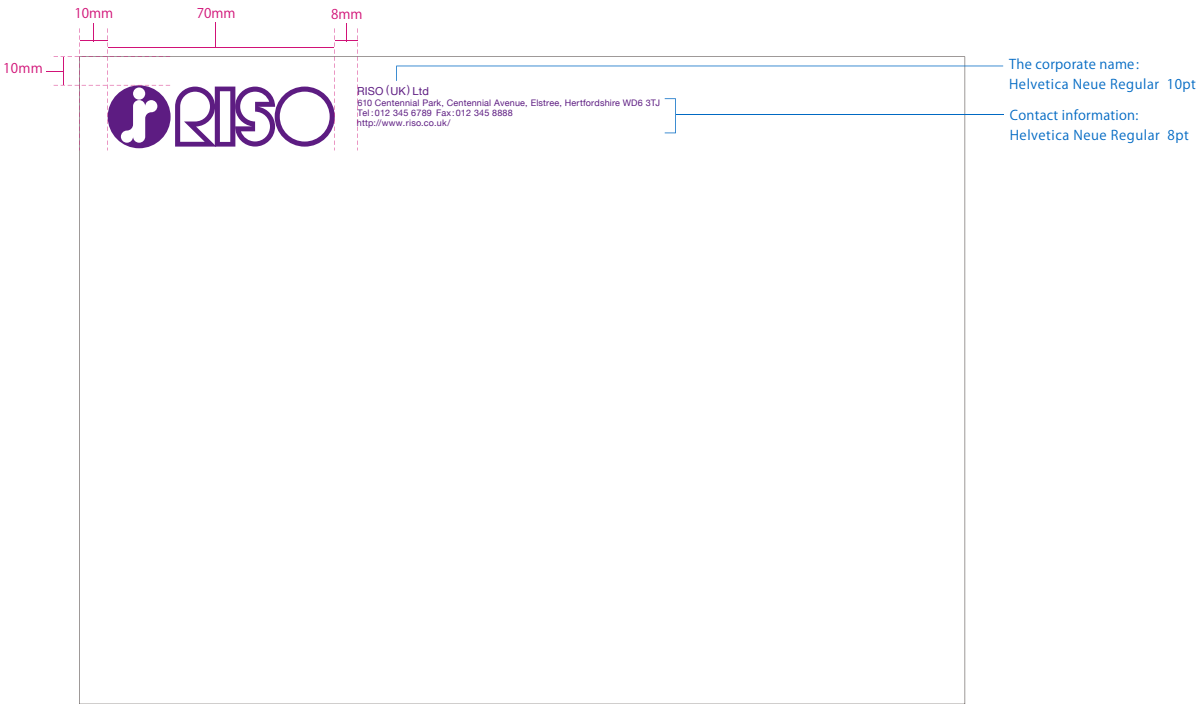 10mm 70mm 8mm
10mm
RISO
RISO (UK) Ltd
610 Centennial Park, Centennial Avenue, Elstree, Hertfordshire WD6 3TJ
Tel:012 345 6789 Fax:012 345 8888
http://www.riso.co.uk/
The corporate name:
Helvetica Neue Regular 10pt
Contact information:
Helvetica Neue Regular 8pt